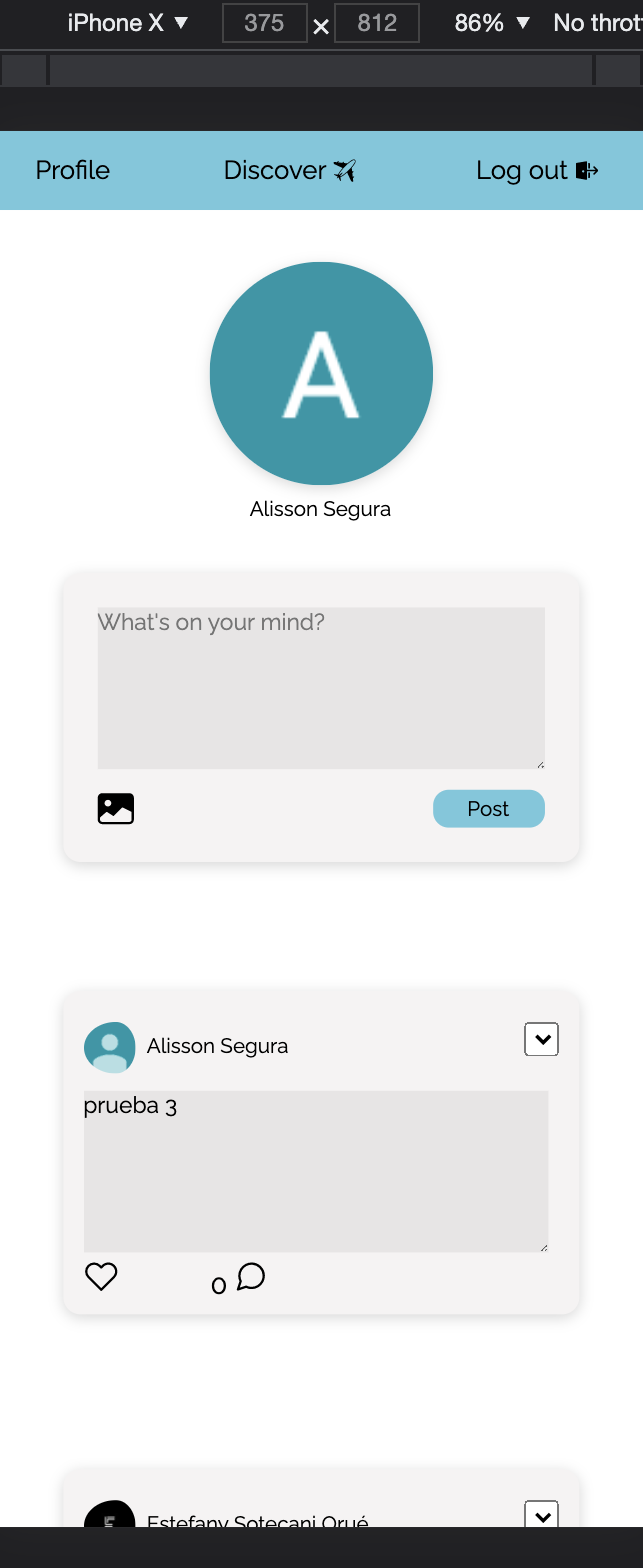 iPhone X ▼ 375 × 812 86% ▼ No thrott
Profile Discover Log out
A
Alisson Segura
What's on your mind?
Post
Alisson Segura
prueba 3
0
Estefany Sotecani Orué